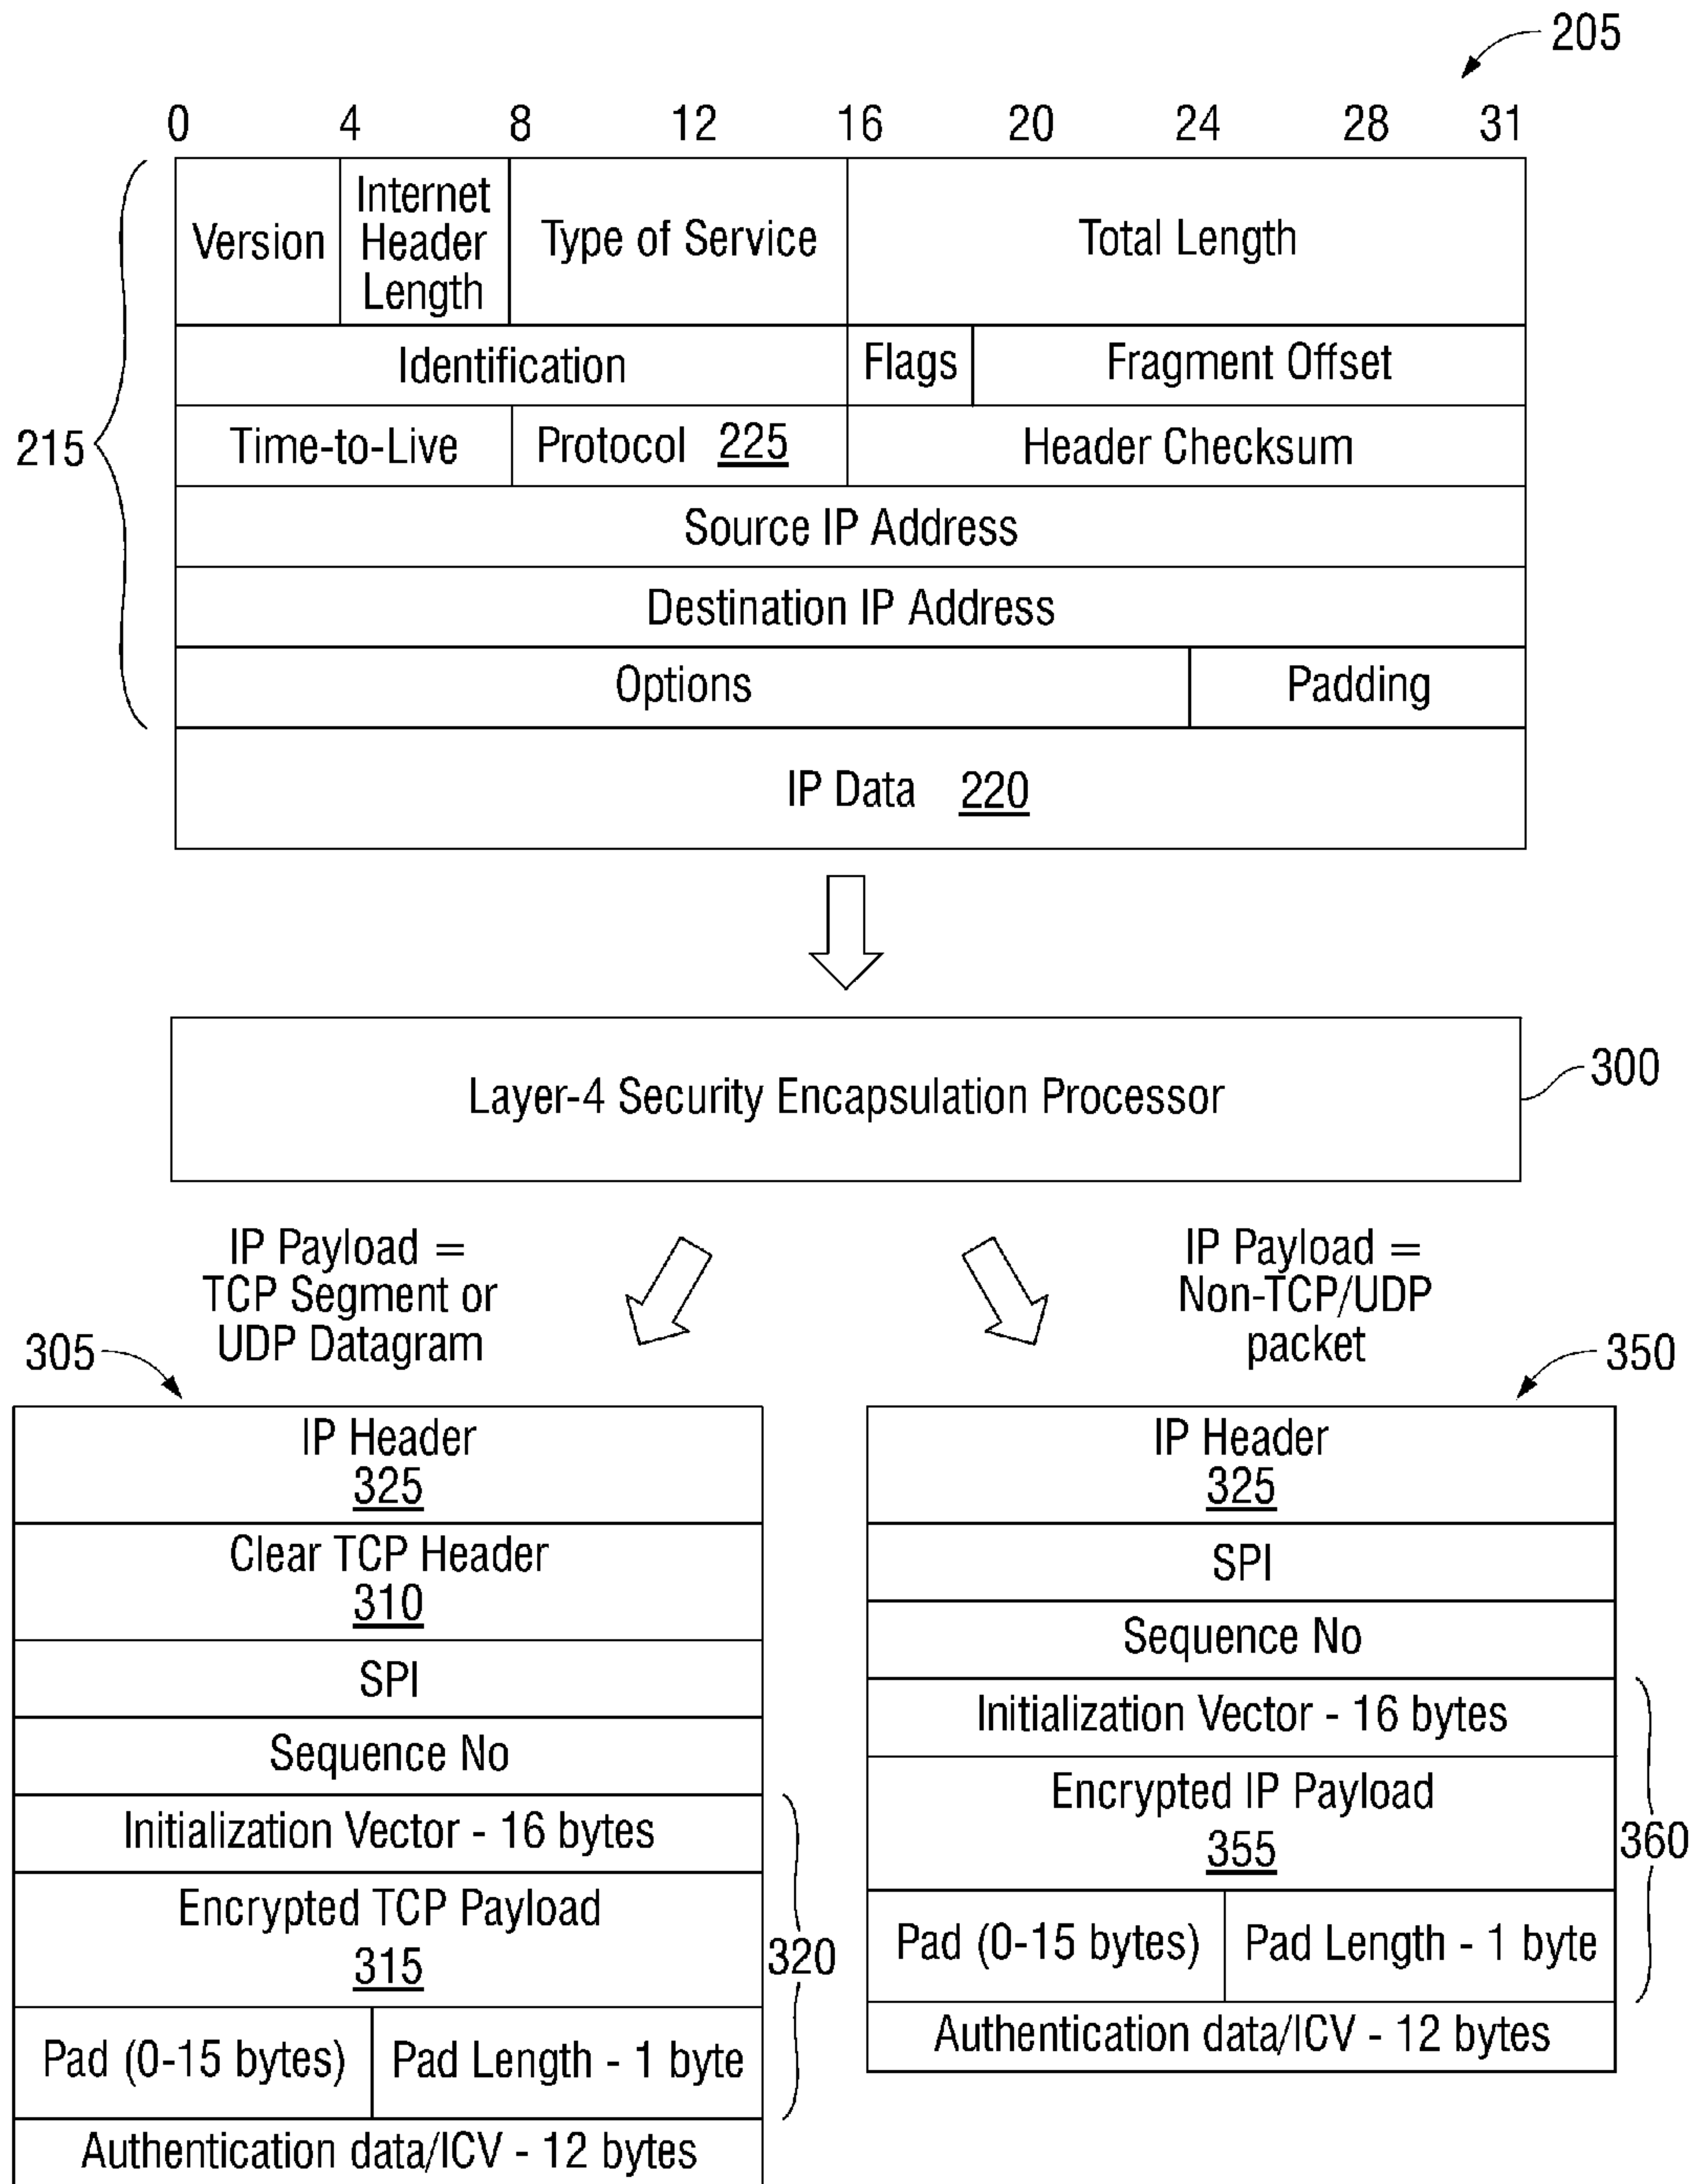 205
0 4 8 12 16 20 24 28 31
Version
Internet
Header
Length
Type of Service
Total Length
Identification
Flags
Fragment Offset
215
Time-to-Live
Protocol 225
Header Checksum
Source IP Address
Destination IP Address
Options
Padding
IP Data 220
Layer-4 Security Encapsulation Processor
300
IP Payload =
TCP Segment or
UDP Datagram
IP Payload =
Non-TCP/UDP
packet
305
IP Header
325
Clear TCP Header
310
SPI
Sequence No
Initialization Vector - 16 bytes
Encrypted TCP Payload
315
320
Pad (0-15 bytes)
Pad Length - 1 byte
Authentication data/ICV - 12 bytes
350
IP Header
325
SPI
Sequence No
Initialization Vector - 16 bytes
Encrypted IP Payload
355
360
Pad (0-15 bytes)
Pad Length - 1 byte
Authentication data/ICV - 12 bytes